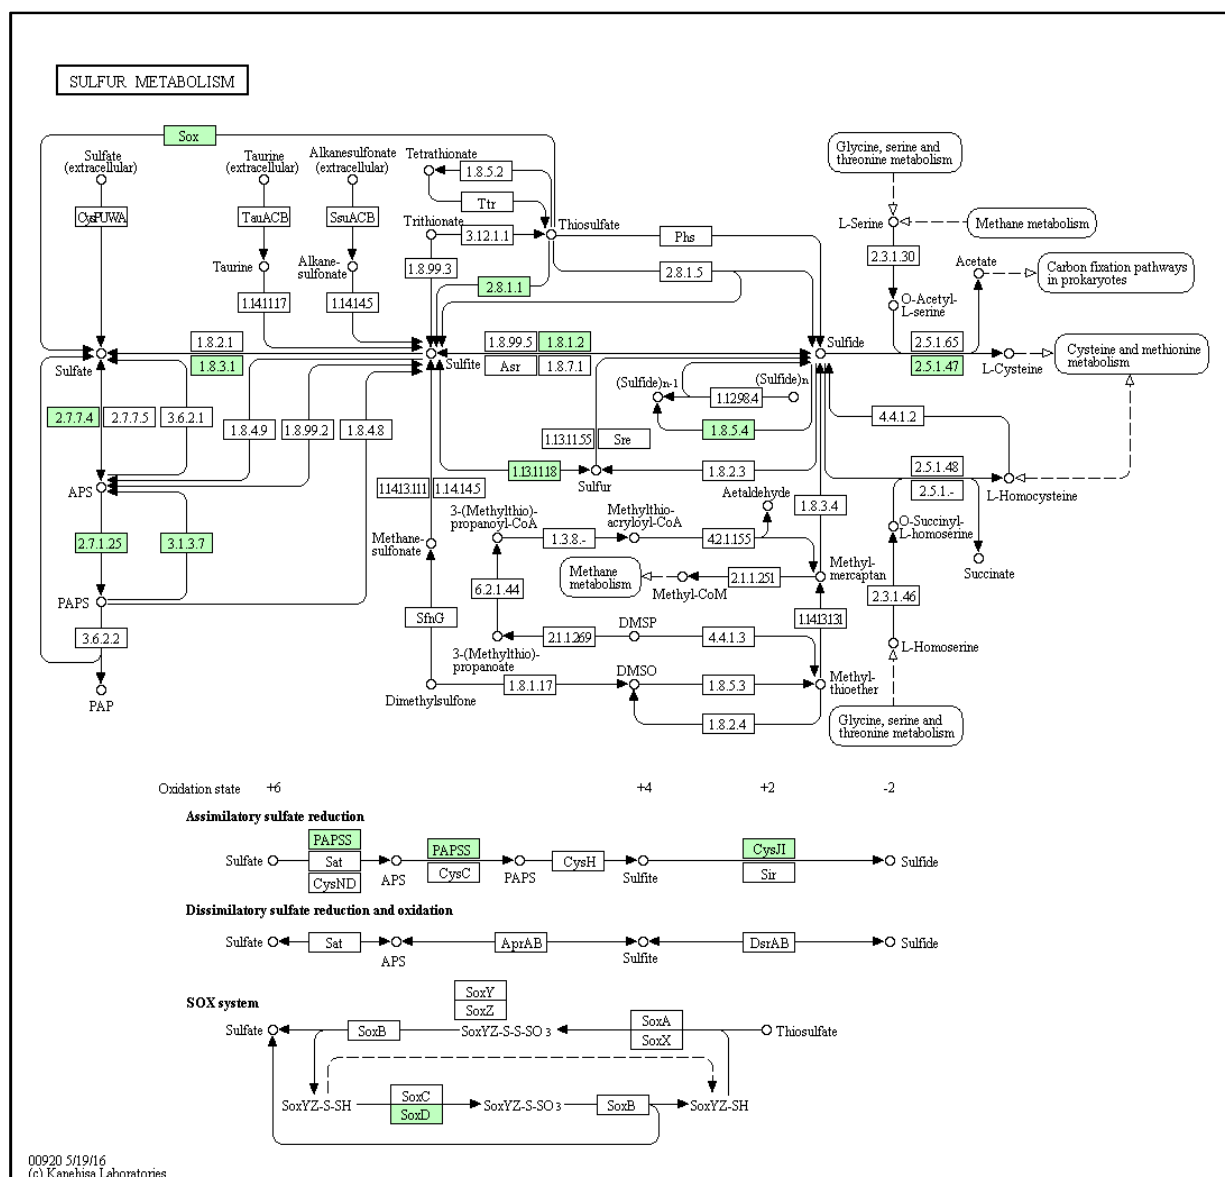 SULFUR METABOLISM
Sox
Sulfate
(extracellular)
Taurine
(extracellular)
Alkanesulfonate
(extracellular)
Tetrathionate
1.8.5.2
Ttr
Glycine, serine and
threonine metabolism
CysPUWA
TauACB
SsuACB
Trithionate
3.12.1.1
Thiosulfate
Phs
L-Serine
Methane metabolism
Taurine
Alkane-
sulfonate
1.8.99.3
2.8.1.1
2.8.1.5
2.3.1.30
Acetate
Carbon fixation pathways
in prokaryotes
1.14.11.17
1.14.14.5
O-Acetyl-
L-serine
1.8.2.1
1.8.3.1
Sulfate
Sulfite
1.8.99.5
1.8.1.2
Asr
1.8.7.1
Sulfide
2.5.1.65
2.5.1.47
L-Cysteine
Cysteine and methionine
metabolism
(Sulfide)n-1
(Sulfide)n
1.12.98.4
2.7.7.4
2.7.7.5
3.6.2.1
1.8.4.9
1.8.99.2
1.8.4.8
1.13.11.55
Sre
1.8.5.4
4.4.1.2
1.13.11.18
Sulfur
1.8.2.3
2.5.1.48
2.5.1.-
L-Homocysteine
APS
1.14.13.111
1.14.14.5
Aetaldehyde
1.8.3.4
3-(Methylthio)-
propanoyl-CoA
Methylthio-
acryloyl-CoA
O-Succinyl-
L-homoserine
2.7.1.25
3.1.3.7
Methane-
sulfonate
1.3.8.-
4.2.1.155
Succinate
Methane
metabolism
Methyl-CoM
2.1.1.251
Methyl-
mercaptan
PAPS
6.2.1.44
2.3.1.46
SfnG
1.14.13.131
3.6.2.2
2.1.1.269
DMSP
4.4.1.3
L-Homoserine
3-(Methylthio)-
propanoate
DMSO
PAP
Dimethylsulfone
1.8.1.17
1.8.5.3
Methyl-
thioether
1.8.2.4
Glycine, serine and
threonine metabolism
Oxidation state +6 +4 +2 -2
Assimilatory sulfate reduction
PAPSS
PAPSS
CysJI
Sulfate
Sat
CysND
APS
CysC
PAPS
CysH
Sulfite
Sir
Sulfide
Dissimilatory sulfate reduction and oxidation
Sulfate
Sat
APS
AprAB
Sulfite
DsrAB
Sulfide
SOX system
SoxY
SoxZ
Sulfate
SoxB
SoxYZ-S-S-SO3
SoxA
SoxX
Thiosulfate
SoxYZ-S-SH
SoxC
SoxD
SoxYZ-S-SO3
SoxB
SoxYZ-SH
00920 5/19/16
(c) Kanehisa Laboratories